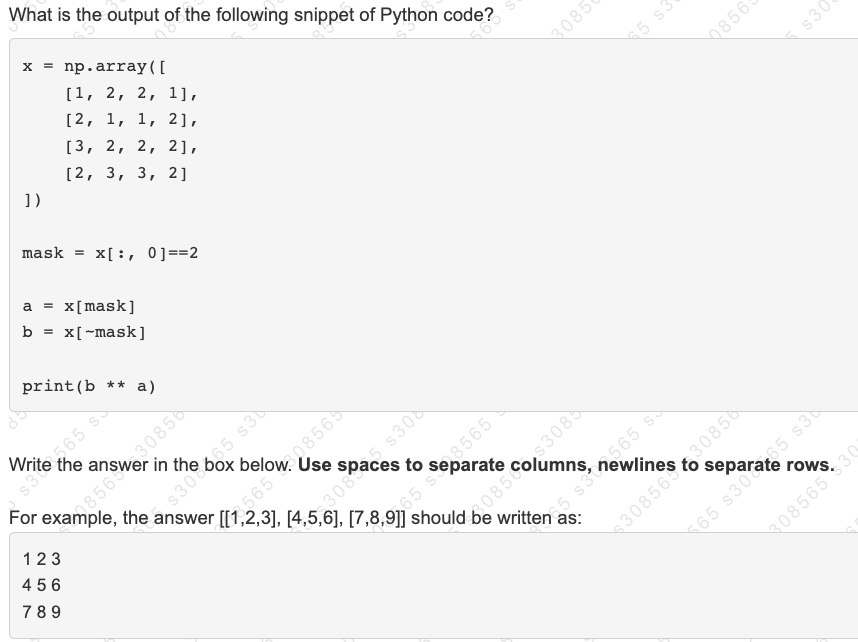 What is the output of the following snippet of Python code?
x = np.array([
    [1, 2, 2, 1],
    [2, 1, 1, 2],
    [3, 2, 2, 2],
    [2, 3, 3, 2]
])
mask = x[:, 0]==2
a = x[mask]
b = x[~mask]
print(b ** a)
Write the answer in the box below. Use spaces to separate columns, newlines to separate rows.
For example, the answer [[1,2,3], [4,5,6], [7,8,9]] should be written as:
1 2 3
4 5 6
7 8 9